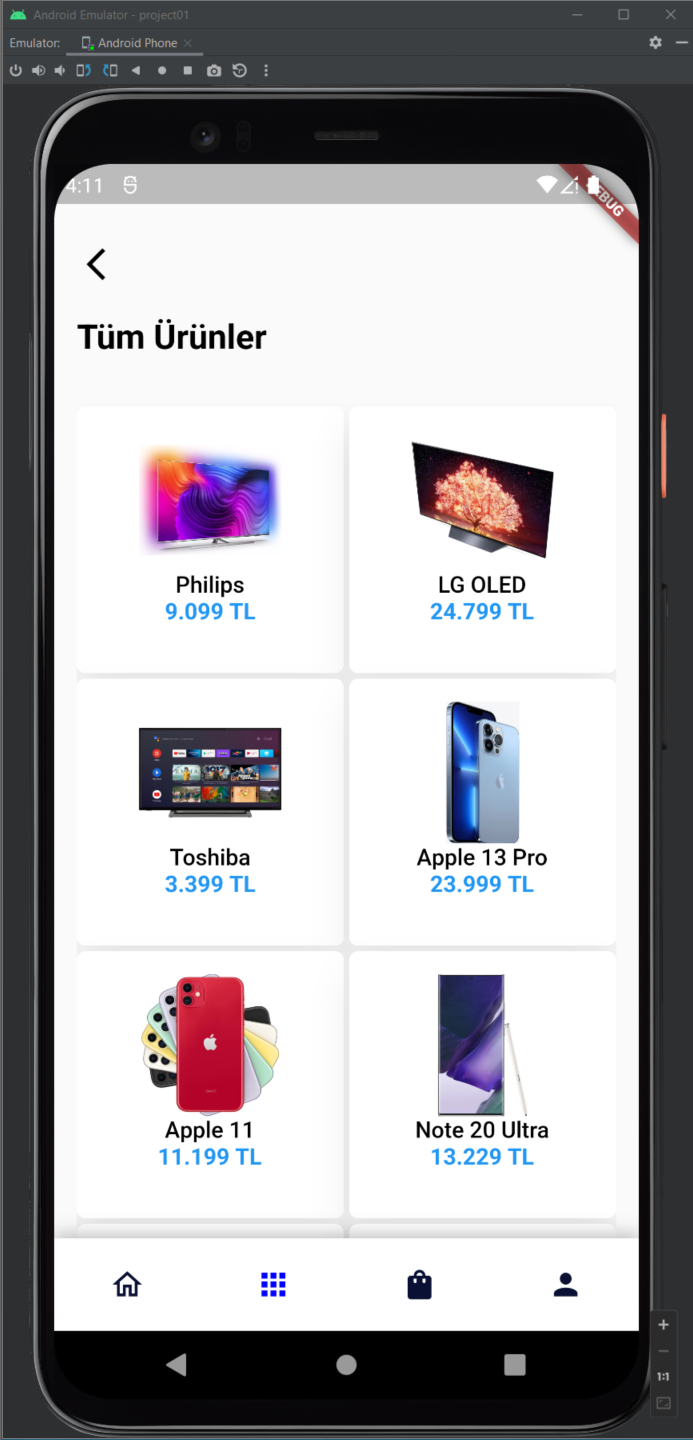 Android Emulator - project01
Emulator:
Android Phone
4:11
DEBUG
Tüm Ürünler
Philips
9.099 TL
LG OLED
24.799 TL
Toshiba
3.399 TL
Apple 13 Pro
23.999 TL
Apple 11
11.199 TL
Note 20 Ultra
13.229 TL
1:1